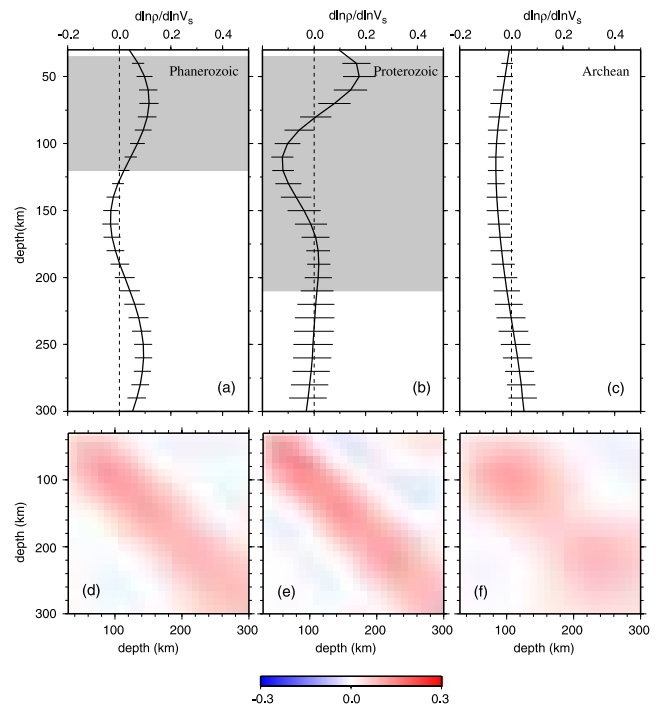 dlnρ/dlnVs dlnρ/dlnVs dlnρ/dlnVs
-0.2 0.0 0.2 0.4 0.0 0.2 0.4 -0.2 0.0 0.2 0.4
Phanerozoic Proterozoic Archean
50
100
150
200
250
300
depth(km)
(a) (b) (c)
100
200
300
depth (km)
(d) (e) (f)
100 200 300 100 200 300 100 200 300
depth (km) depth (km) depth (km)
-0.3 0.0 0.3